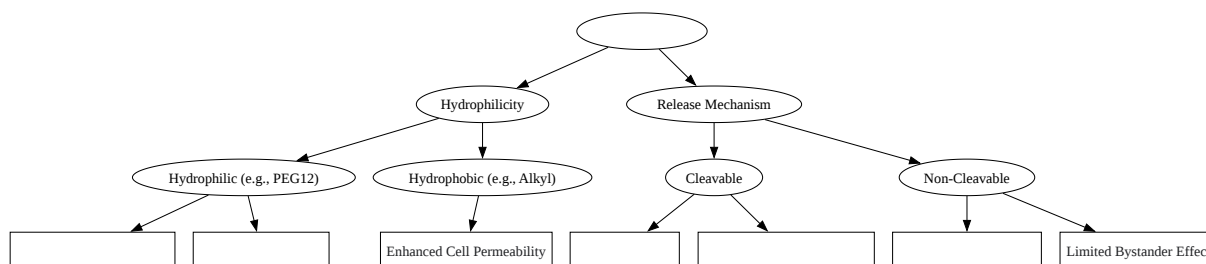 Hydrophilicity
Release Mechanism
Hydrophilic (e.g., PEG12)
Hydrophobic (e.g., Alkyl)
Cleavable
Non-Cleavable
Enhanced Cell Permeability
Limited Bystander Effec